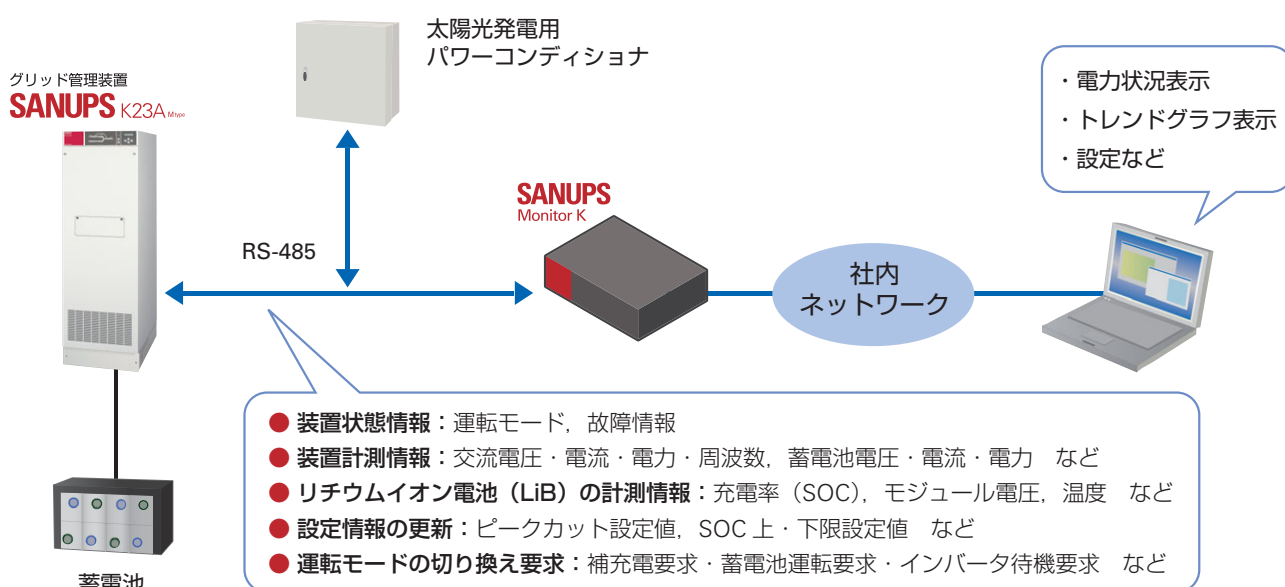 太陽光発電用
パワーコンディショナ
グリッド管理装置
SANUPS K23A M type
・電力状況表示
・トレンドグラフ表示
・設定など
SANUPS
Monitor K
RS-485
社内
ネットワーク
● 装置状態情報：運転モード，故障情報
● 装置計測情報：交流電圧・電流・電力・周波数，蓄電池電圧・電流・電力　など
● リチウムイオン電池（LiB）の計測情報：充電率（SOC），モジュール電圧，温度　など
● 設定情報の更新：ピークカット設定値，SOC 上・下限設定値　など
● 運転モードの切り換え要求：補充電要求・蓄電池運転要求・インバータ待機要求　など
蓄電池